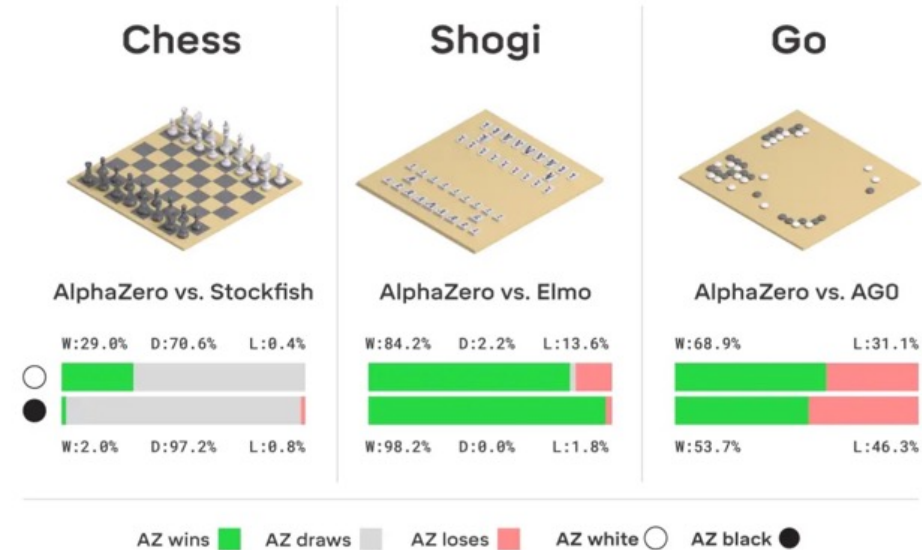 Chess
Shogi
Go
AlphaZero vs. Stockfish
AlphaZero vs. Elmo
AlphaZero vs. AG0
W:29.0% D:70.6% L:0.4%
W:84.2% D:2.2% L:13.6%
W:68.9% L:31.1%
W:2.0% D:97.2% L:0.8%
W:98.2% D:0.0% L:1.8%
W:53.7% L:46.3%
AZ wins AZ draws AZ loses AZ white AZ black